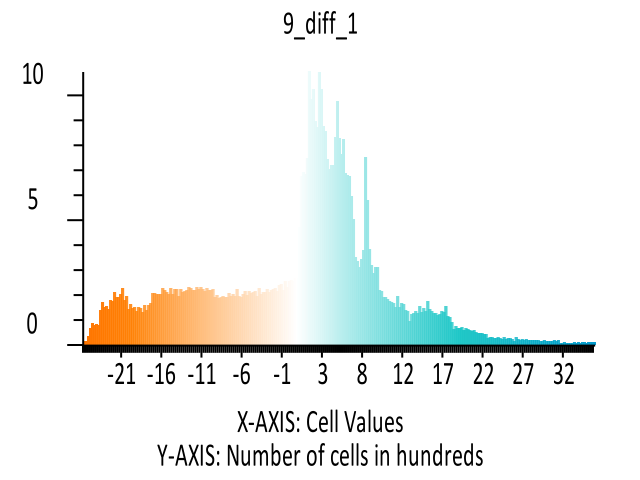 9_diff_1
10
5
0
-21 -16 -11 -6 -1 3 8 12 17 22 27 32
X-AXIS: Cell Values
Y-AXIS: Number of cells in hundreds